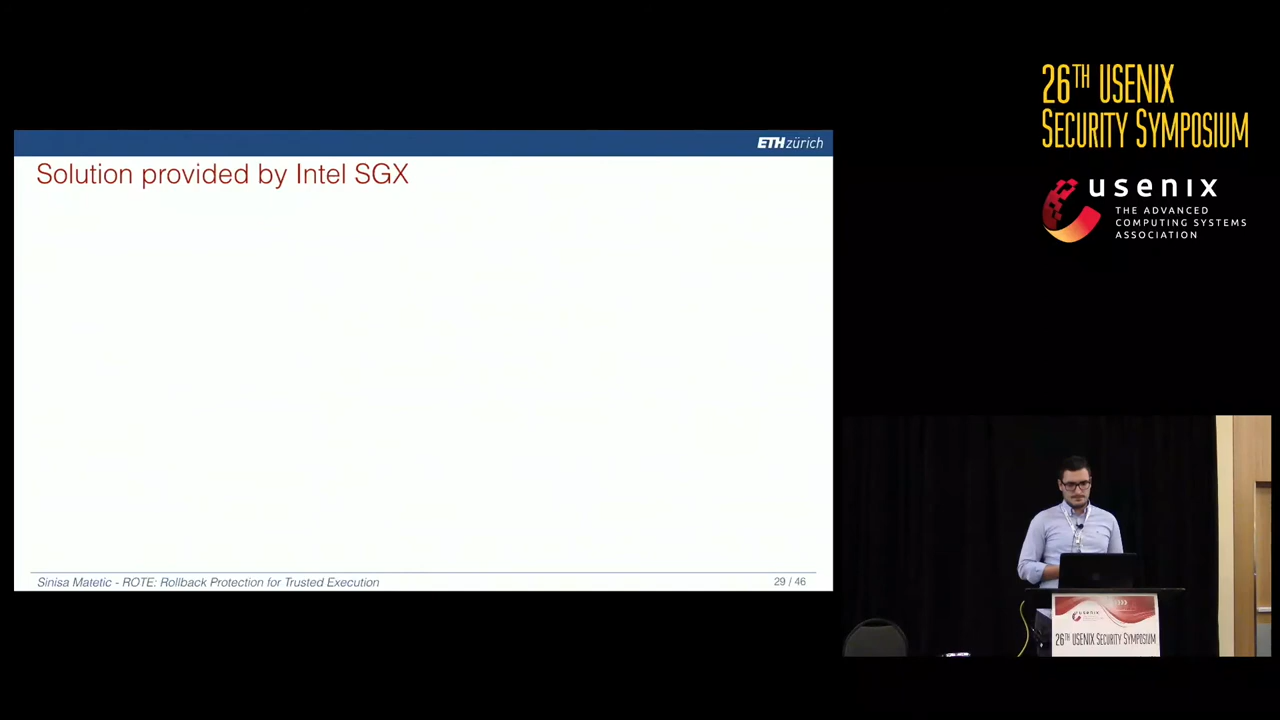 ETH zürich
Solution provided by Intel SGX
Sinisa Matetic - ROTE: Rollback Protection for Trusted Execution
29 / 46
26TH USENIX
SECURITY SYMPOSIUM
usenix
THE ADVANCED
COMPUTING SYSTEMS
ASSOCIATION
usenix
26TH USENIX SECURITY SYMPOSIUM